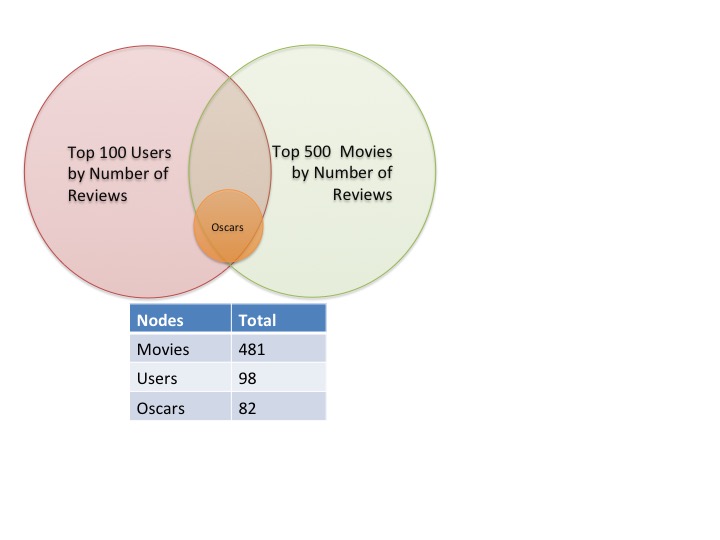 Top 100 Users
by Number of
Reviews
Top 500  Movies
by Number of
Reviews
Oscars
Nodes Total
Movies 481
Users 98
Oscars 82